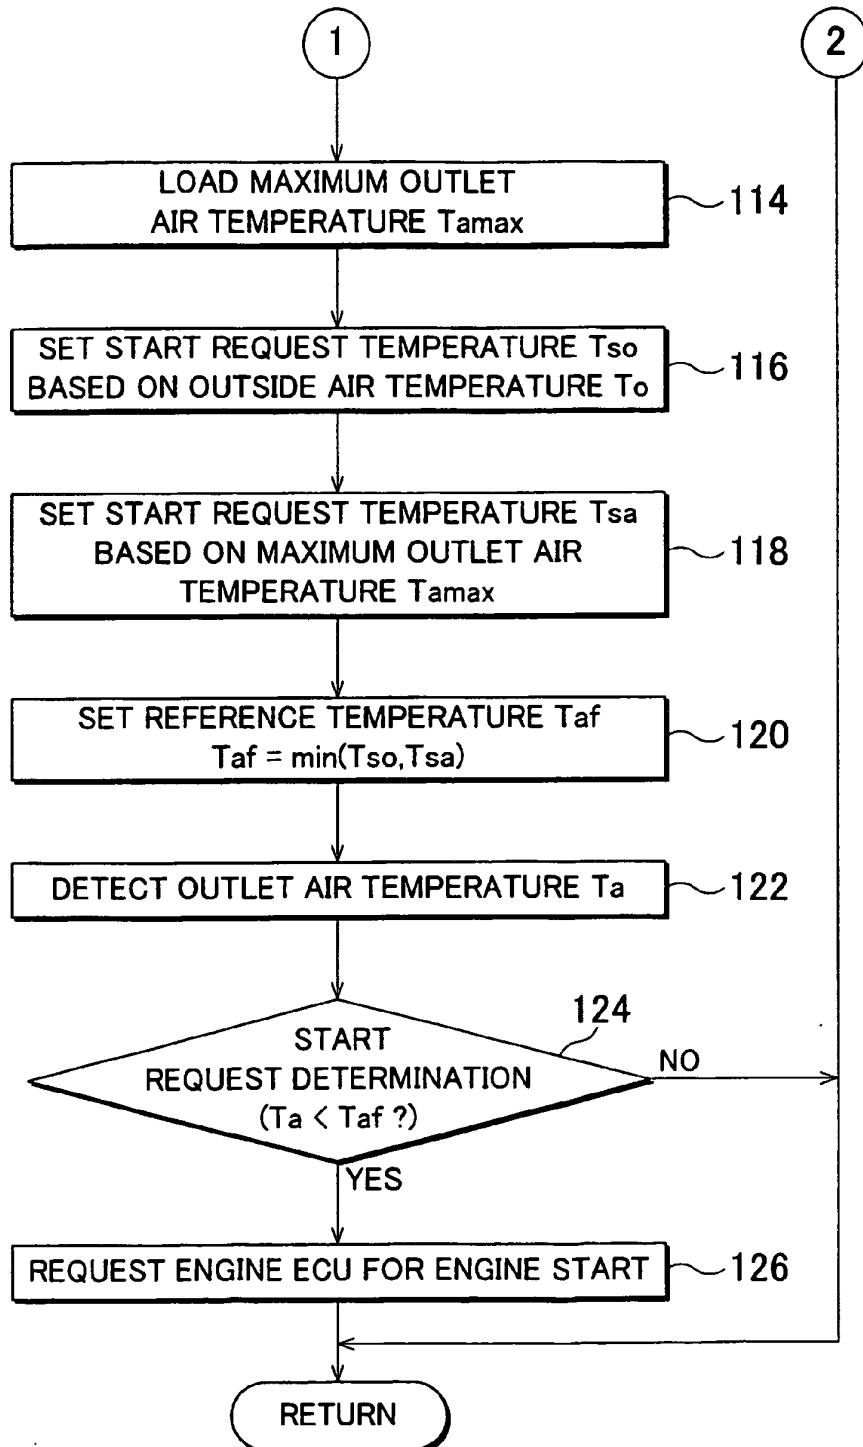 1
2
LOAD MAXIMUM OUTLET
AIR TEMPERATURE Tamax
114
SET START REQUEST TEMPERATURE Tso
BASED ON OUTSIDE AIR TEMPERATURE To
116
SET START REQUEST TEMPERATURE Tsa
BASED ON MAXIMUM OUTLET AIR
TEMPERATURE Tamax
118
SET REFERENCE TEMPERATURE Taf
Taf = min(Tso,Tsa)
120
DETECT OUTLET AIR TEMPERATURE Ta
122
124
START
REQUEST DETERMINATION
(Ta < Taf ?)
NO
YES
REQUEST ENGINE ECU FOR ENGINE START
126
RETURN